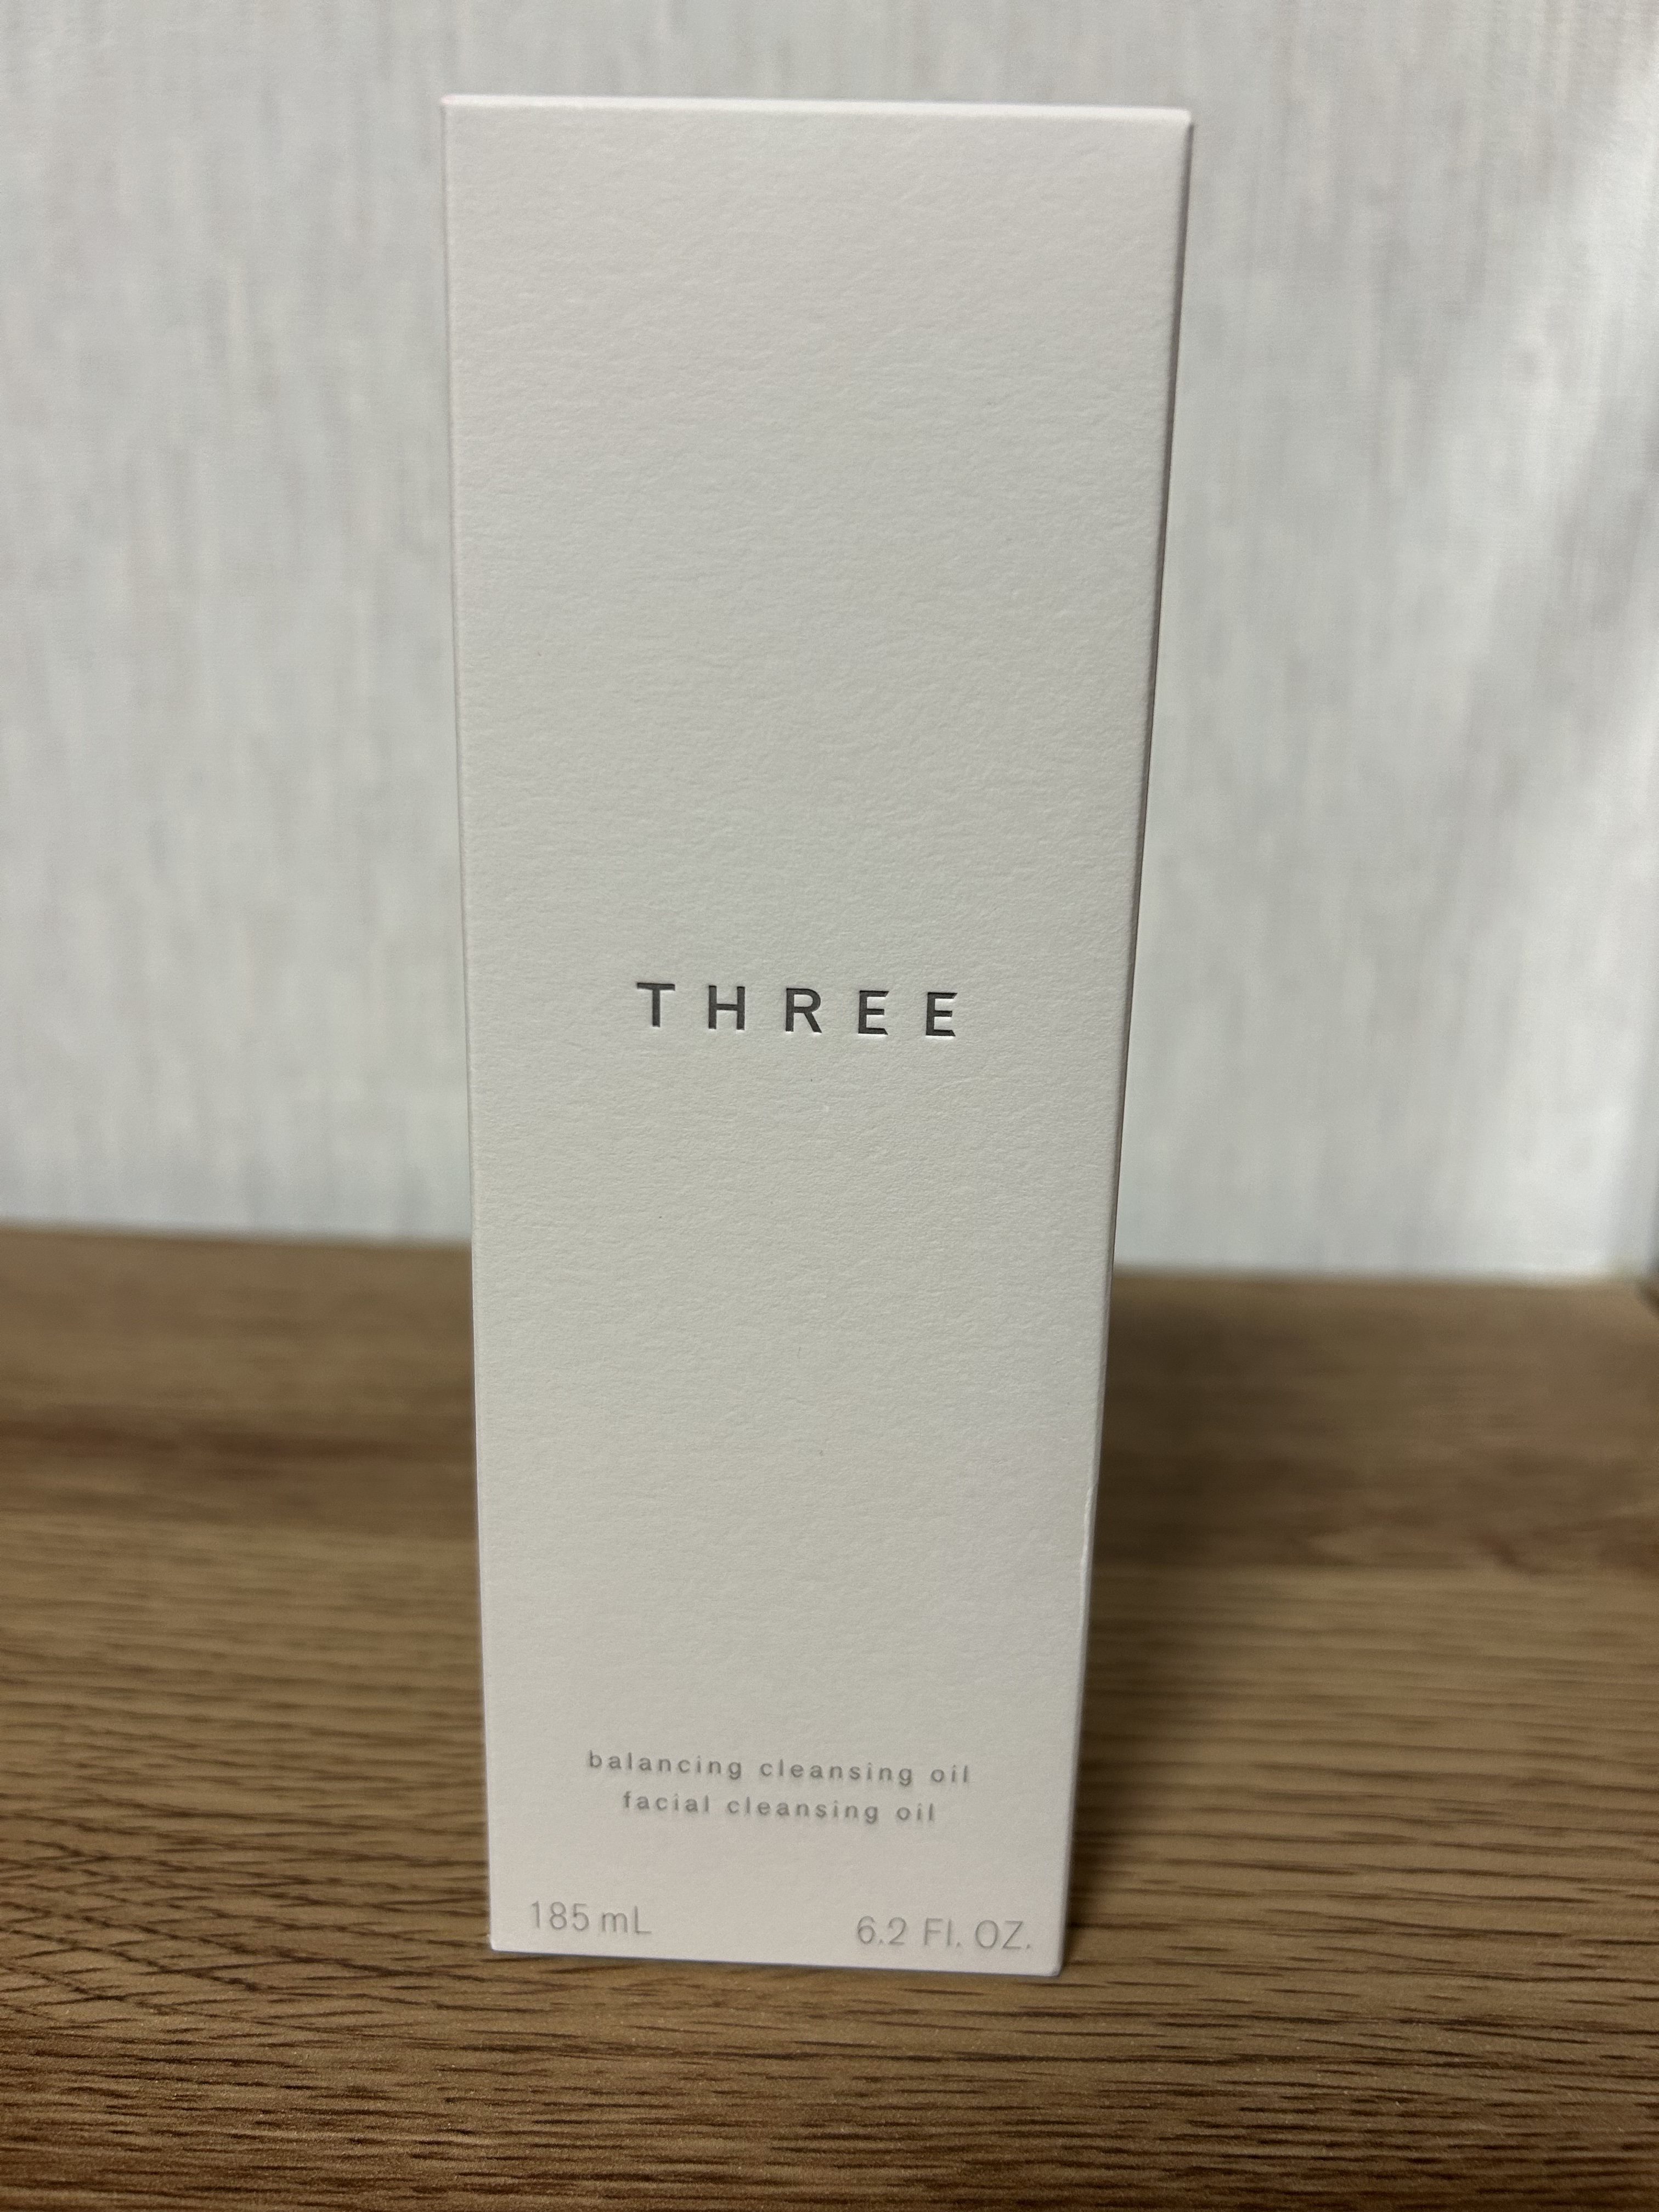 THREE
balancing cleansing oil
facial cleansing oil
185 mL 6.2 Fl. OZ.